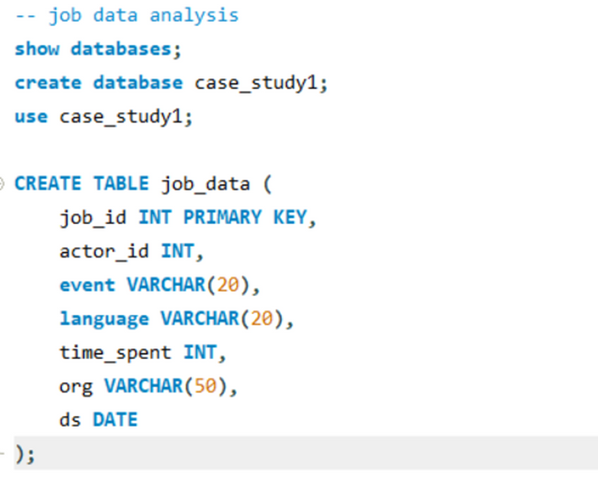 -- job data analysis
show databases;
create database case_study1;
use case_study1;
CREATE TABLE job_data (
job_id INT PRIMARY KEY,
actor_id INT,
event VARCHAR(20),
language VARCHAR(20),
time_spent INT,
org VARCHAR(50),
ds DATE
);